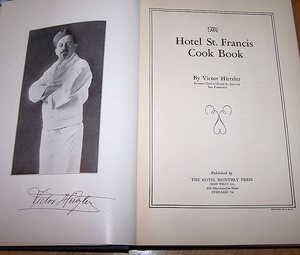 Victor Hirtzler
The
Hotel St. Francis
Cook Book
By Victor Hirtzler
Former Chef of Hotel St. Francis
San Francisco
Published by
THE HOTEL MONTHLY PRESS
JOHN WILLY, Inc.
CHICAGO